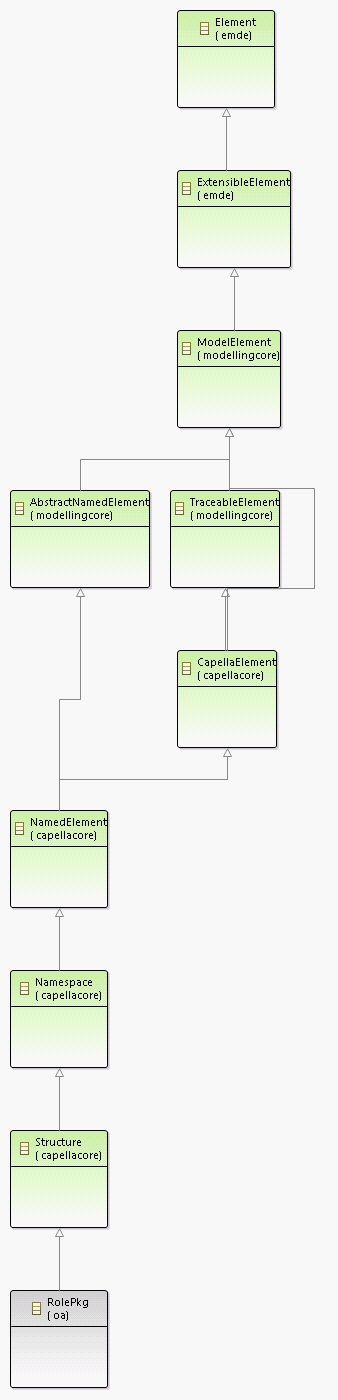 Element
( emde)
ExtensibleElement
( emde)
ModelElement
( modellingcore)
AbstractNamedElement
( modellingcore)
TraceableElement
( modellingcore)
CapellaElement
( capellacore)
NamedElement
( capellacore)
Namespace
( capellacore)
Structure
( capellacore)
RolePkg
( oa)